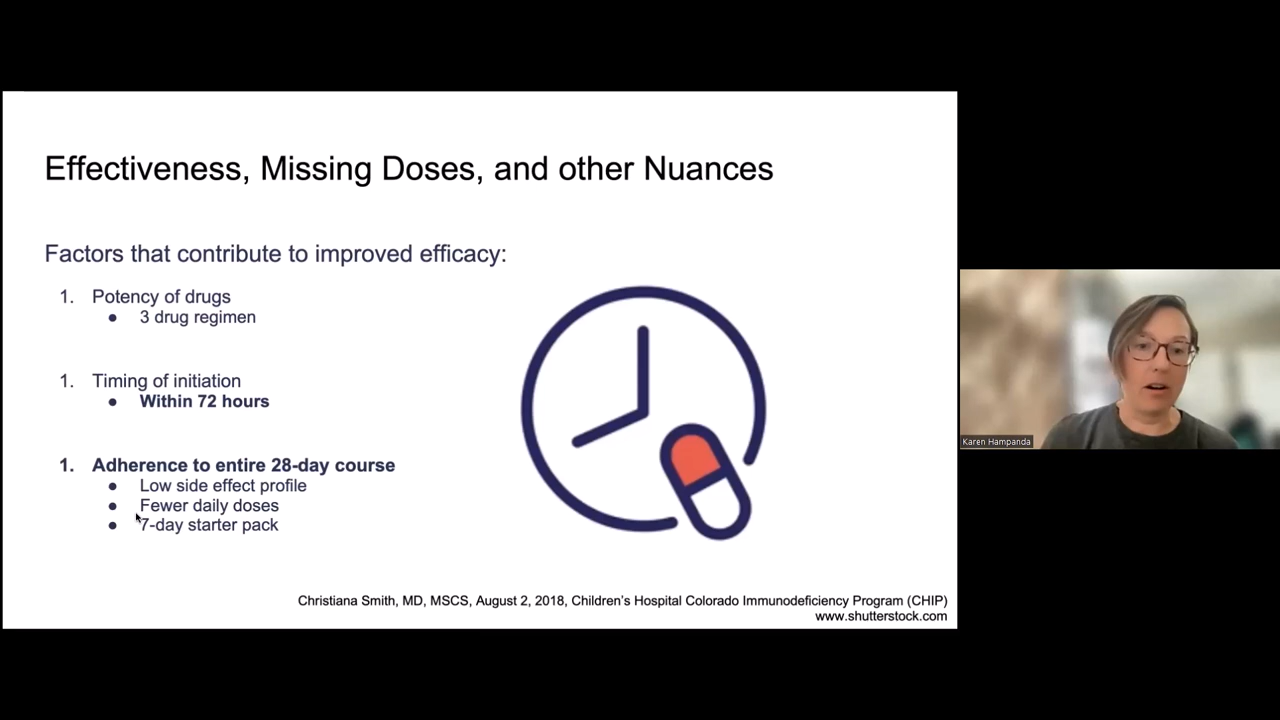 Effectiveness, Missing Doses, and other Nuances
Factors that contribute to improved efficacy:
1. Potency of drugs
● 3 drug regimen
1. Timing of initiation
● Within 72 hours
1. Adherence to entire 28-day course
● Low side effect profile
● Fewer daily doses
● 7-day starter pack
Christiana Smith, MD, MSCS, August 2, 2018, Children’s Hospital Colorado Immunodeficiency Program (CHIP)
www.shutterstock.com
Karen Hampanda